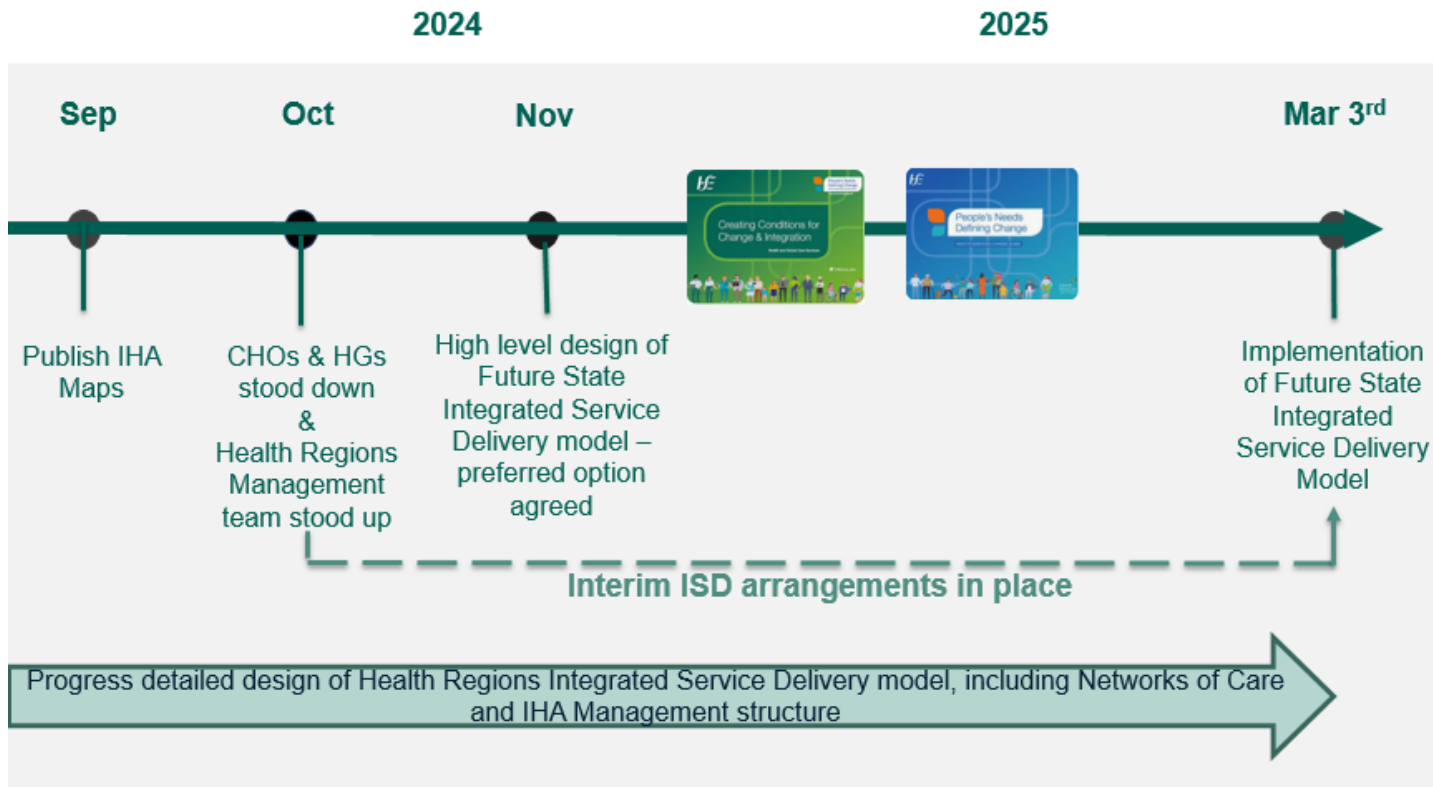 2024
2025
Sep
Oct
Nov
Mar 3rd
HSE
Creating Conditions for
Change & Integration
HSE
People's Needs
Defining Change
Publish IHA
Maps
CHOs & HGs
stood down
&
Health Regions
Management
team stood up
High level design of
Future State
Integrated Service
Delivery model –
preferred option
agreed
Implementation
of Future State
Integrated
Service Delivery
Model
Interim ISD arrangements in place
Progress detailed design of Health Regions Integrated Service Delivery model, including Networks of Care
and IHA Management structure